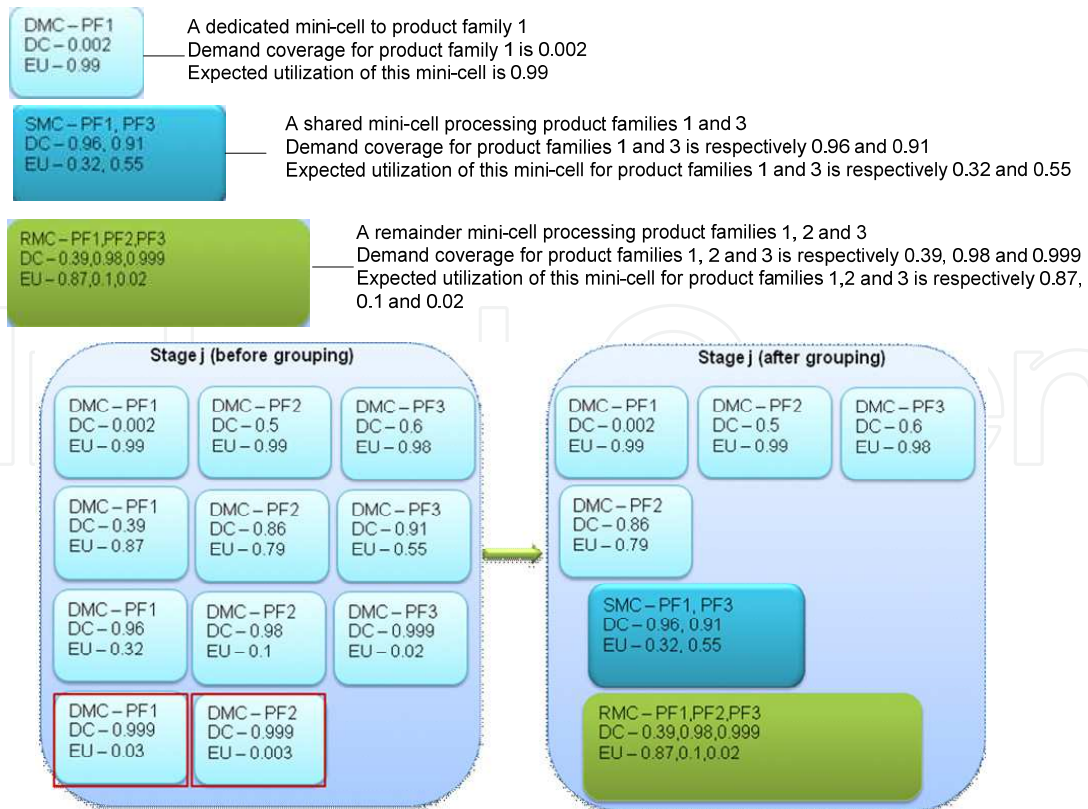 DMC – PF1
DC – 0.002
EU – 0.99
A dedicated mini-cell to product family 1
Demand coverage for product family 1 is 0.002
Expected utilization of this mini-cell is 0.99
SMC – PF1, PF3
DC – 0.96, 0.91
EU – 0.32, 0.55
A shared mini-cell processing product families 1 and 3
Demand coverage for product families 1 and 3 is respectively 0.96 and 0.91
Expected utilization of this mini-cell for product families 1 and 3 is respectively 0.32 and 0.55
RMC – PF1,PF2,PF3
DC – 0.39,0.98,0.999
EU – 0.87,0.1,0.02
A remainder mini-cell processing product families 1, 2 and 3
Demand coverage for product families 1, 2 and 3 is respectively 0.39, 0.98 and 0.999
Expected utilization of this mini-cell for product families 1,2 and 3 is respectively 0.87,
0.1 and 0.02
Stage j (before grouping)
DMC – PF1
DC – 0.002
EU – 0.99
DMC – PF2
DC – 0.5
EU – 0.99
DMC – PF3
DC – 0.6
EU – 0.98
DMC – PF1
DC – 0.39
EU – 0.87
DMC – PF2
DC – 0.86
EU – 0.79
DMC – PF3
DC – 0.91
EU – 0.55
DMC – PF1
DC – 0.96
EU – 0.32
DMC – PF2
DC – 0.98
EU – 0.1
DMC – PF3
DC – 0.999
EU – 0.02
DMC – PF1
DC – 0.999
EU – 0.03
DMC – PF2
DC – 0.999
EU – 0.003
Stage j (after grouping)
DMC – PF1
DC – 0.002
EU – 0.99
DMC – PF2
DC – 0.5
EU – 0.99
DMC – PF3
DC – 0.6
EU – 0.98
DMC – PF2
DC – 0.86
EU – 0.79
SMC – PF1, PF3
DC – 0.96, 0.91
EU – 0.32, 0.55
RMC – PF1,PF2,PF3
DC – 0.39,0.98,0.999
EU – 0.87,0.1,0.02